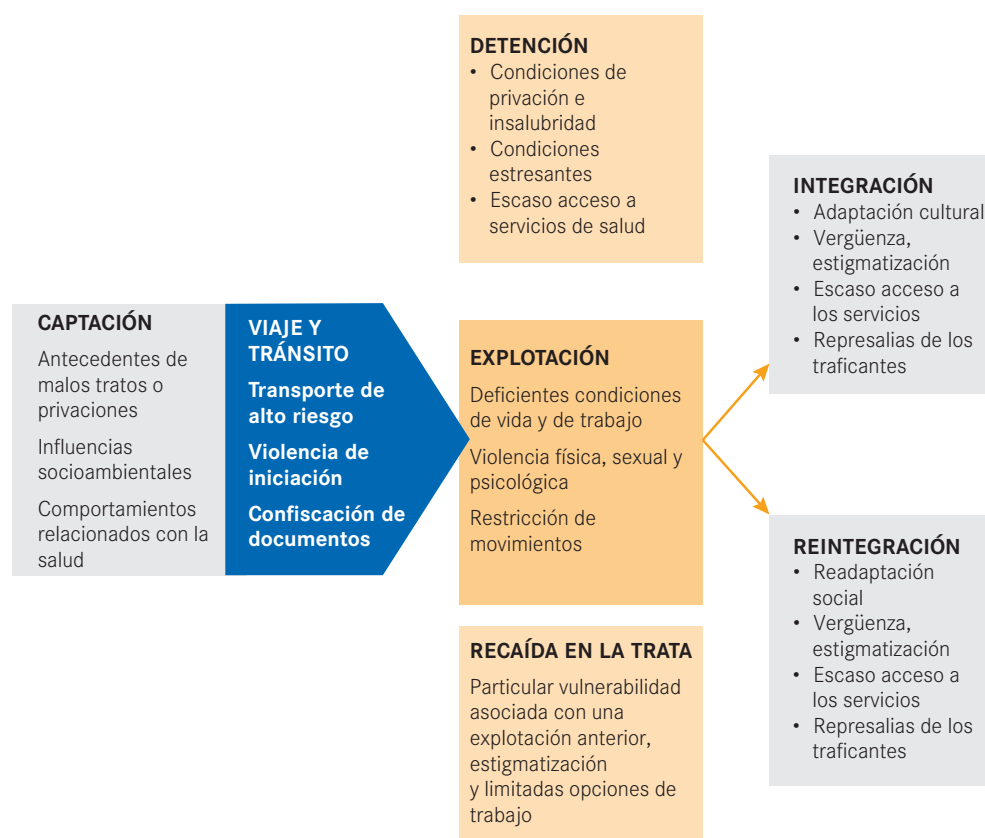 DETENCIÓN
• Condiciones de
privación e
insalubridad
• Condiciones
estresantes
• Escaso acceso a
servicios de salud
CAPTACIÓN
Antecedentes de
malos tratos o
privaciones
Influencias
socioambientales
Comportamientos
relacionados con la
salud
VIAJE Y
TRÁNSITO
Transporte de
alto riesgo
Violencia de
iniciación
Confiscación de
documentos
EXPLOTACIÓN
Deficientes condiciones
de vida y de trabajo
Violencia física, sexual y
psicológica
Restricción de
movimientos
RECAÍDA EN LA TRATA
Particular vulnerabilidad
asociada con una
explotación anterior,
estigmatización
y limitadas opciones de
trabajo
INTEGRACIÓN
• Adaptación cultural
• Vergüenza,
estigmatización
• Escaso acceso a
los servicios
• Represalias de los
traficantes
REINTEGRACIÓN
• Readaptación
social
• Vergüenza,
estigmatización
• Escaso acceso a
los servicios
• Represalias de los
traficantes